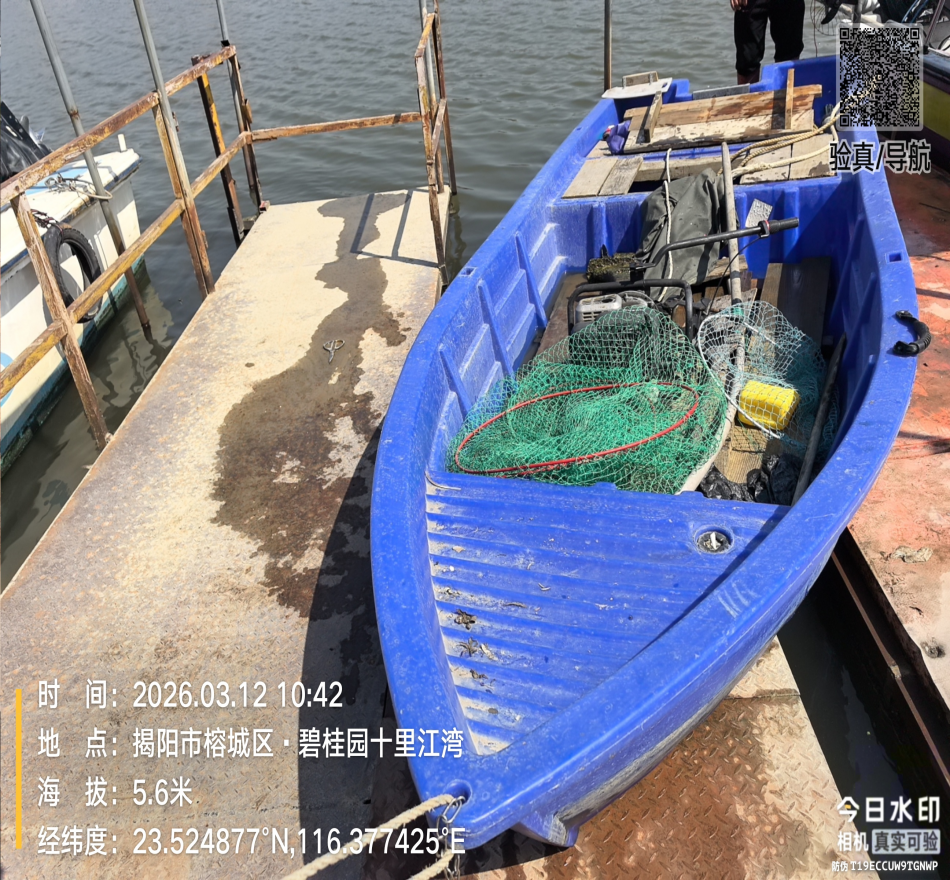 验真/导航
时 间：2026.03.12 10:42
地 点：揭阳市榕城区·碧桂园十里江湾
海 拔：5.6米
经纬度：23.524877°N,116.377425°E
今日水印
相机 真实可验
防伪 T19ECCUW9TGNWP